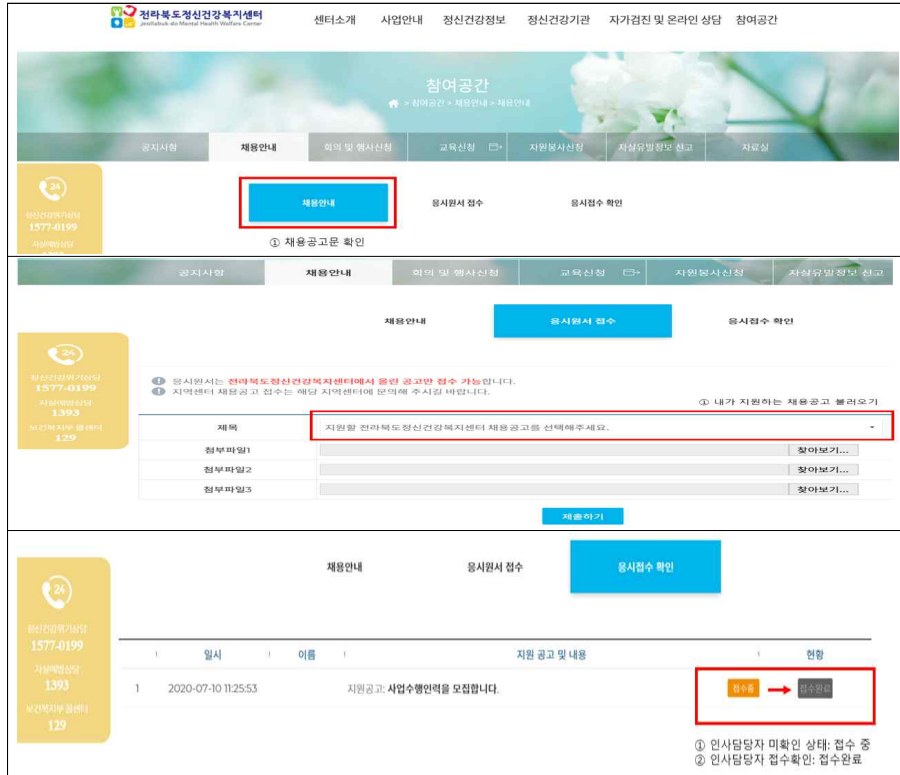 전라북도정신건강복지센터
Jeollabuk-do Mental Health Welfare Center
센터소개 사업안내 정신건강정보 정신건강기관 자가검진 및 온라인 상담 참여공간
참여공간
> 참여공간 > 채용안내 > 채용안내
공지사항 채용안내 회의 및 행사신청 교육신청 자원봉사신청 자살유발정보 신고 자료실
24
정신건강위기상담
1577-0199
자살예방상담
채용안내 응시원서 접수 응시접수 확인
① 채용공고문 확인
공지사항 채용안내 회의 및 행사신청 교육신청 자원봉사신청 자살유발정보 신고
채용안내 응시원서 접수 응시접수 확인
24
정신건강위기상담
1577-0199
자살예방상담
1393
보건복지부 콜센터
129
응시원서는 전라북도정신건강복지센터에서 올린 공고만 접수 가능합니다.
지역센터 채용공고 접수는 해당 지역센터에 문의해 주시길 바랍니다.
① 내가 지원하는 채용공고 불러오기
제목 지원할 전라북도정신건강복지센터 채용공고를 선택해주세요.
첨부파일1 찾아보기...
첨부파일2 찾아보기...
첨부파일3 찾아보기...
제출하기
채용안내 응시원서 접수 응시접수 확인
24
정신건강위기상담
1577-0199
자살예방상담
1393
보건복지부 콜센터
129
일시 이름 지원 공고 및 내용 현황
1 2020-07-10 11:25:53 지원공고: 사업수행인력을 모집합니다. 접수중 접수완료
① 인사담당자 미확인 상태: 접수 중
② 인사담당자 접수확인: 접수완료